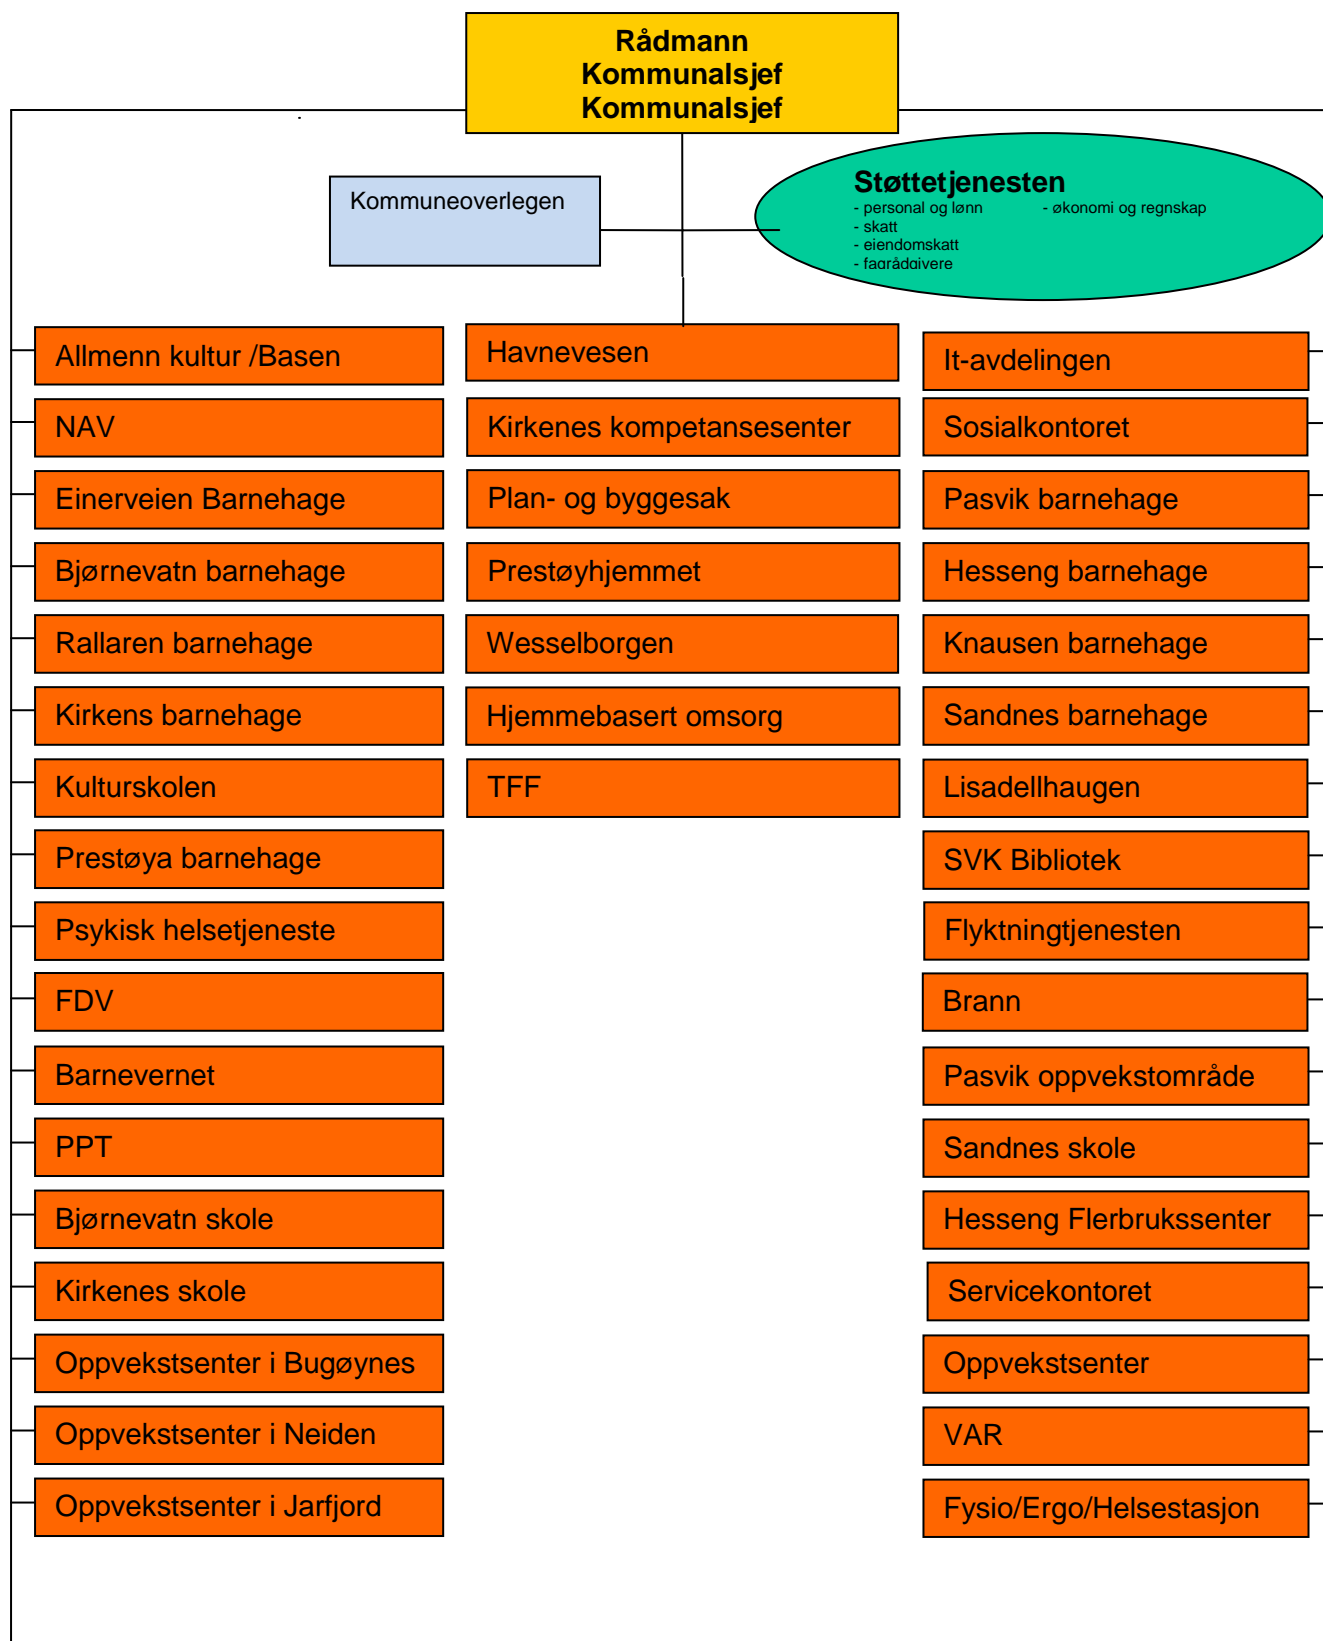 Rådmann
Kommunalsjef
Kommunalsjef
Kommuneoverlegen
Støttetjenesten
- personal og lønn - økonomi og regnskap
- skatt
- eiendomskatt
- fagrådgivere
Allmenn kultur /Basen
NAV
Einerveien Barnehage
Bjørnevatn barnehage
Rallaren barnehage
Kirkens barnehage
Kulturskolen
Prestøya barnehage
Psykisk helsetjeneste
FDV
Barnevernet
PPT
Bjørnevatn skole
Kirkenes skole
Oppvekstsenter i Bugøynes
Oppvekstsenter i Neiden
Oppvekstsenter i Jarfjord
Havnevesen
Kirkenes kompetansesenter
Plan- og byggesak
Prestøyhjemmet
Wesselborgen
Hjemmebasert omsorg
TFF
It-avdelingen
Sosialkontoret
Pasvik barnehage
Hesseng barnehage
Knausen barnehage
Sandnes barnehage
Lisadellhaugen
SVK Bibliotek
Flyktningtjenesten
Brann
Pasvik oppvekstområde
Sandnes skole
Hesseng Flerbrukssenter
Servicekontoret
Oppvekstsenter
VAR
Fysio/Ergo/Helsestasjon